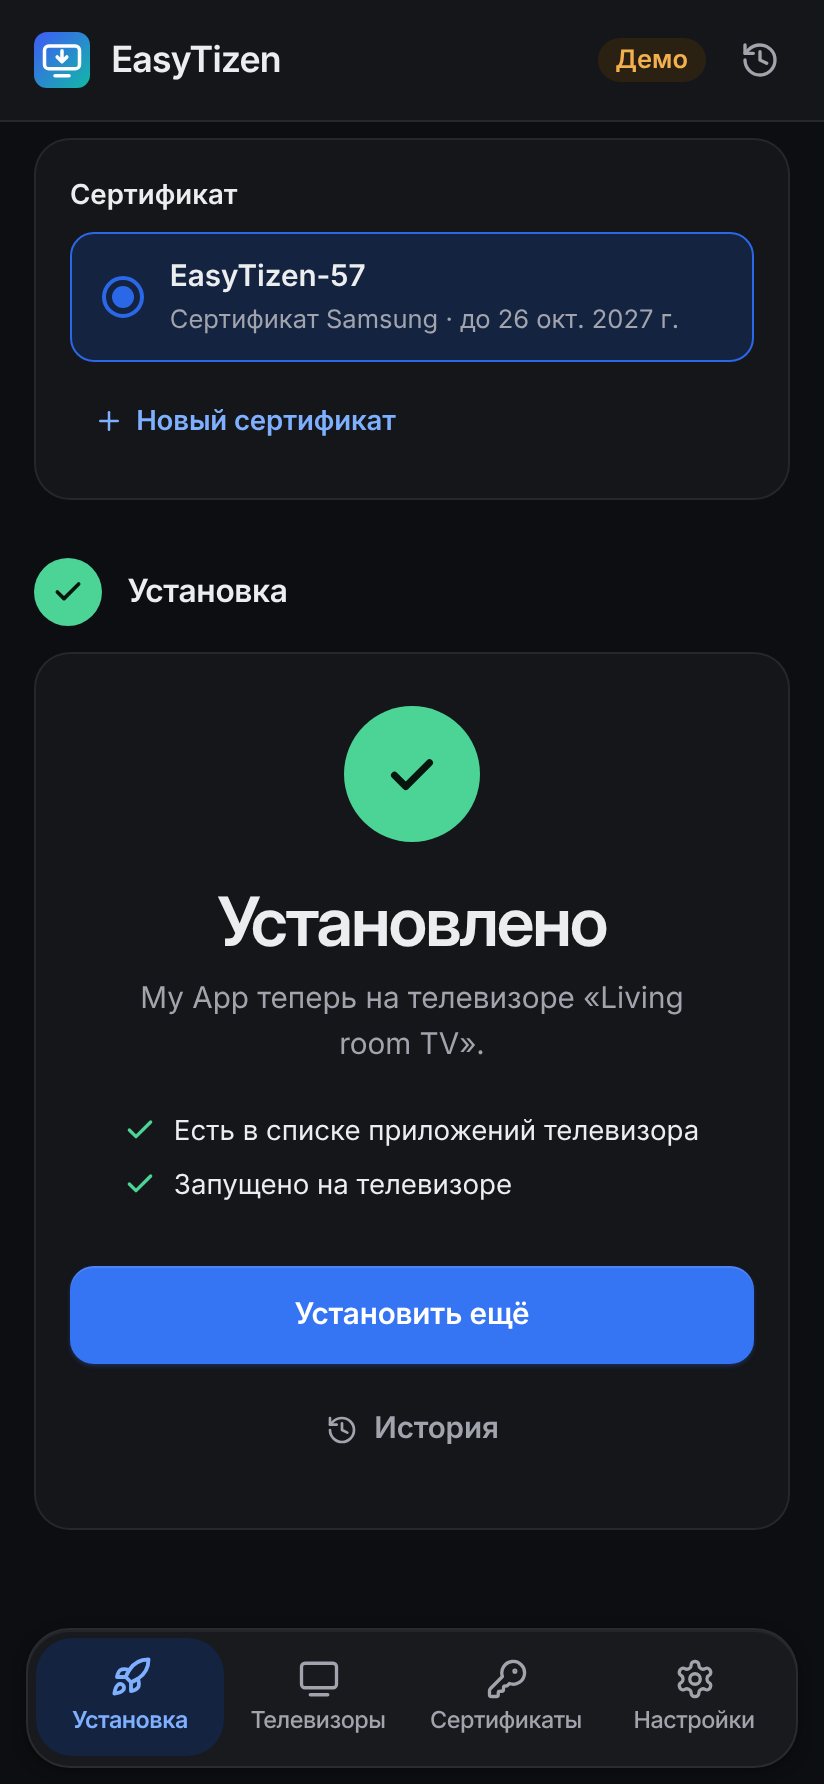 EasyTizen
Демо
Сертификат
EasyTizen-57
Сертификат Samsung · до 26 окт. 2027 г.
Новый сертификат
Установка
Установлено
My App теперь на телевизоре «Living
room TV».
Есть в списке приложений телевизора
Запущено на телевизоре
Установить ещё
История
Установка
Телевизоры
Сертификаты
Настройки